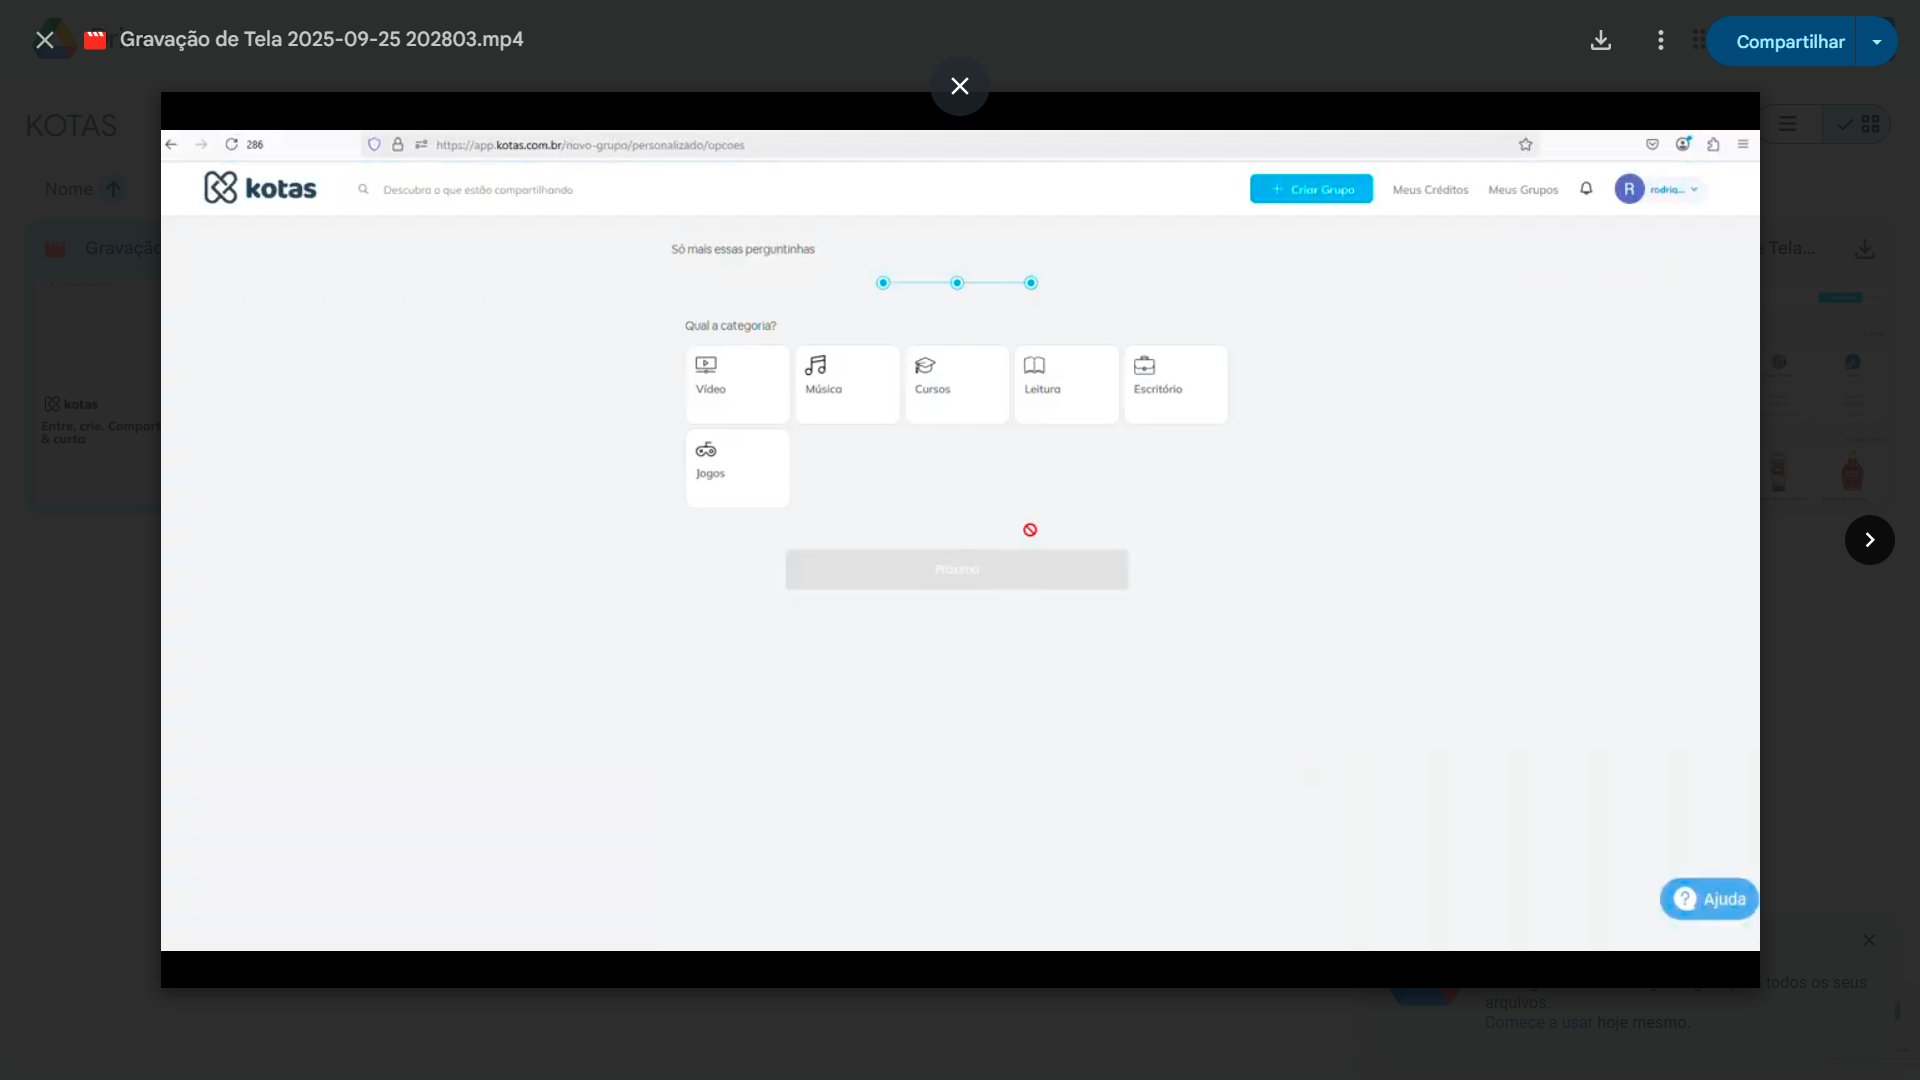 Gravação de Tela 2025-09-25 202803.mp4
Compartilhar
KOTAS
286
https://app.kotas.com.br/novo-grupo/personalizado/opcoes
Nome
kotas
Descubra o que estão compartilhando
+ Criar Grupo
Meus Créditos
Meus Grupos
R
rodrig...
Gravação
Tela...
Só mais essas perguntinhas
Qual a categoria?
Vídeo
Música
Cursos
Leitura
Escritório
Jogos
kotas
Entre, crie. Compart
& curta
Próximo
? Ajuda
todos os seus
arquivos.
Comece a usar hoje mesmo.